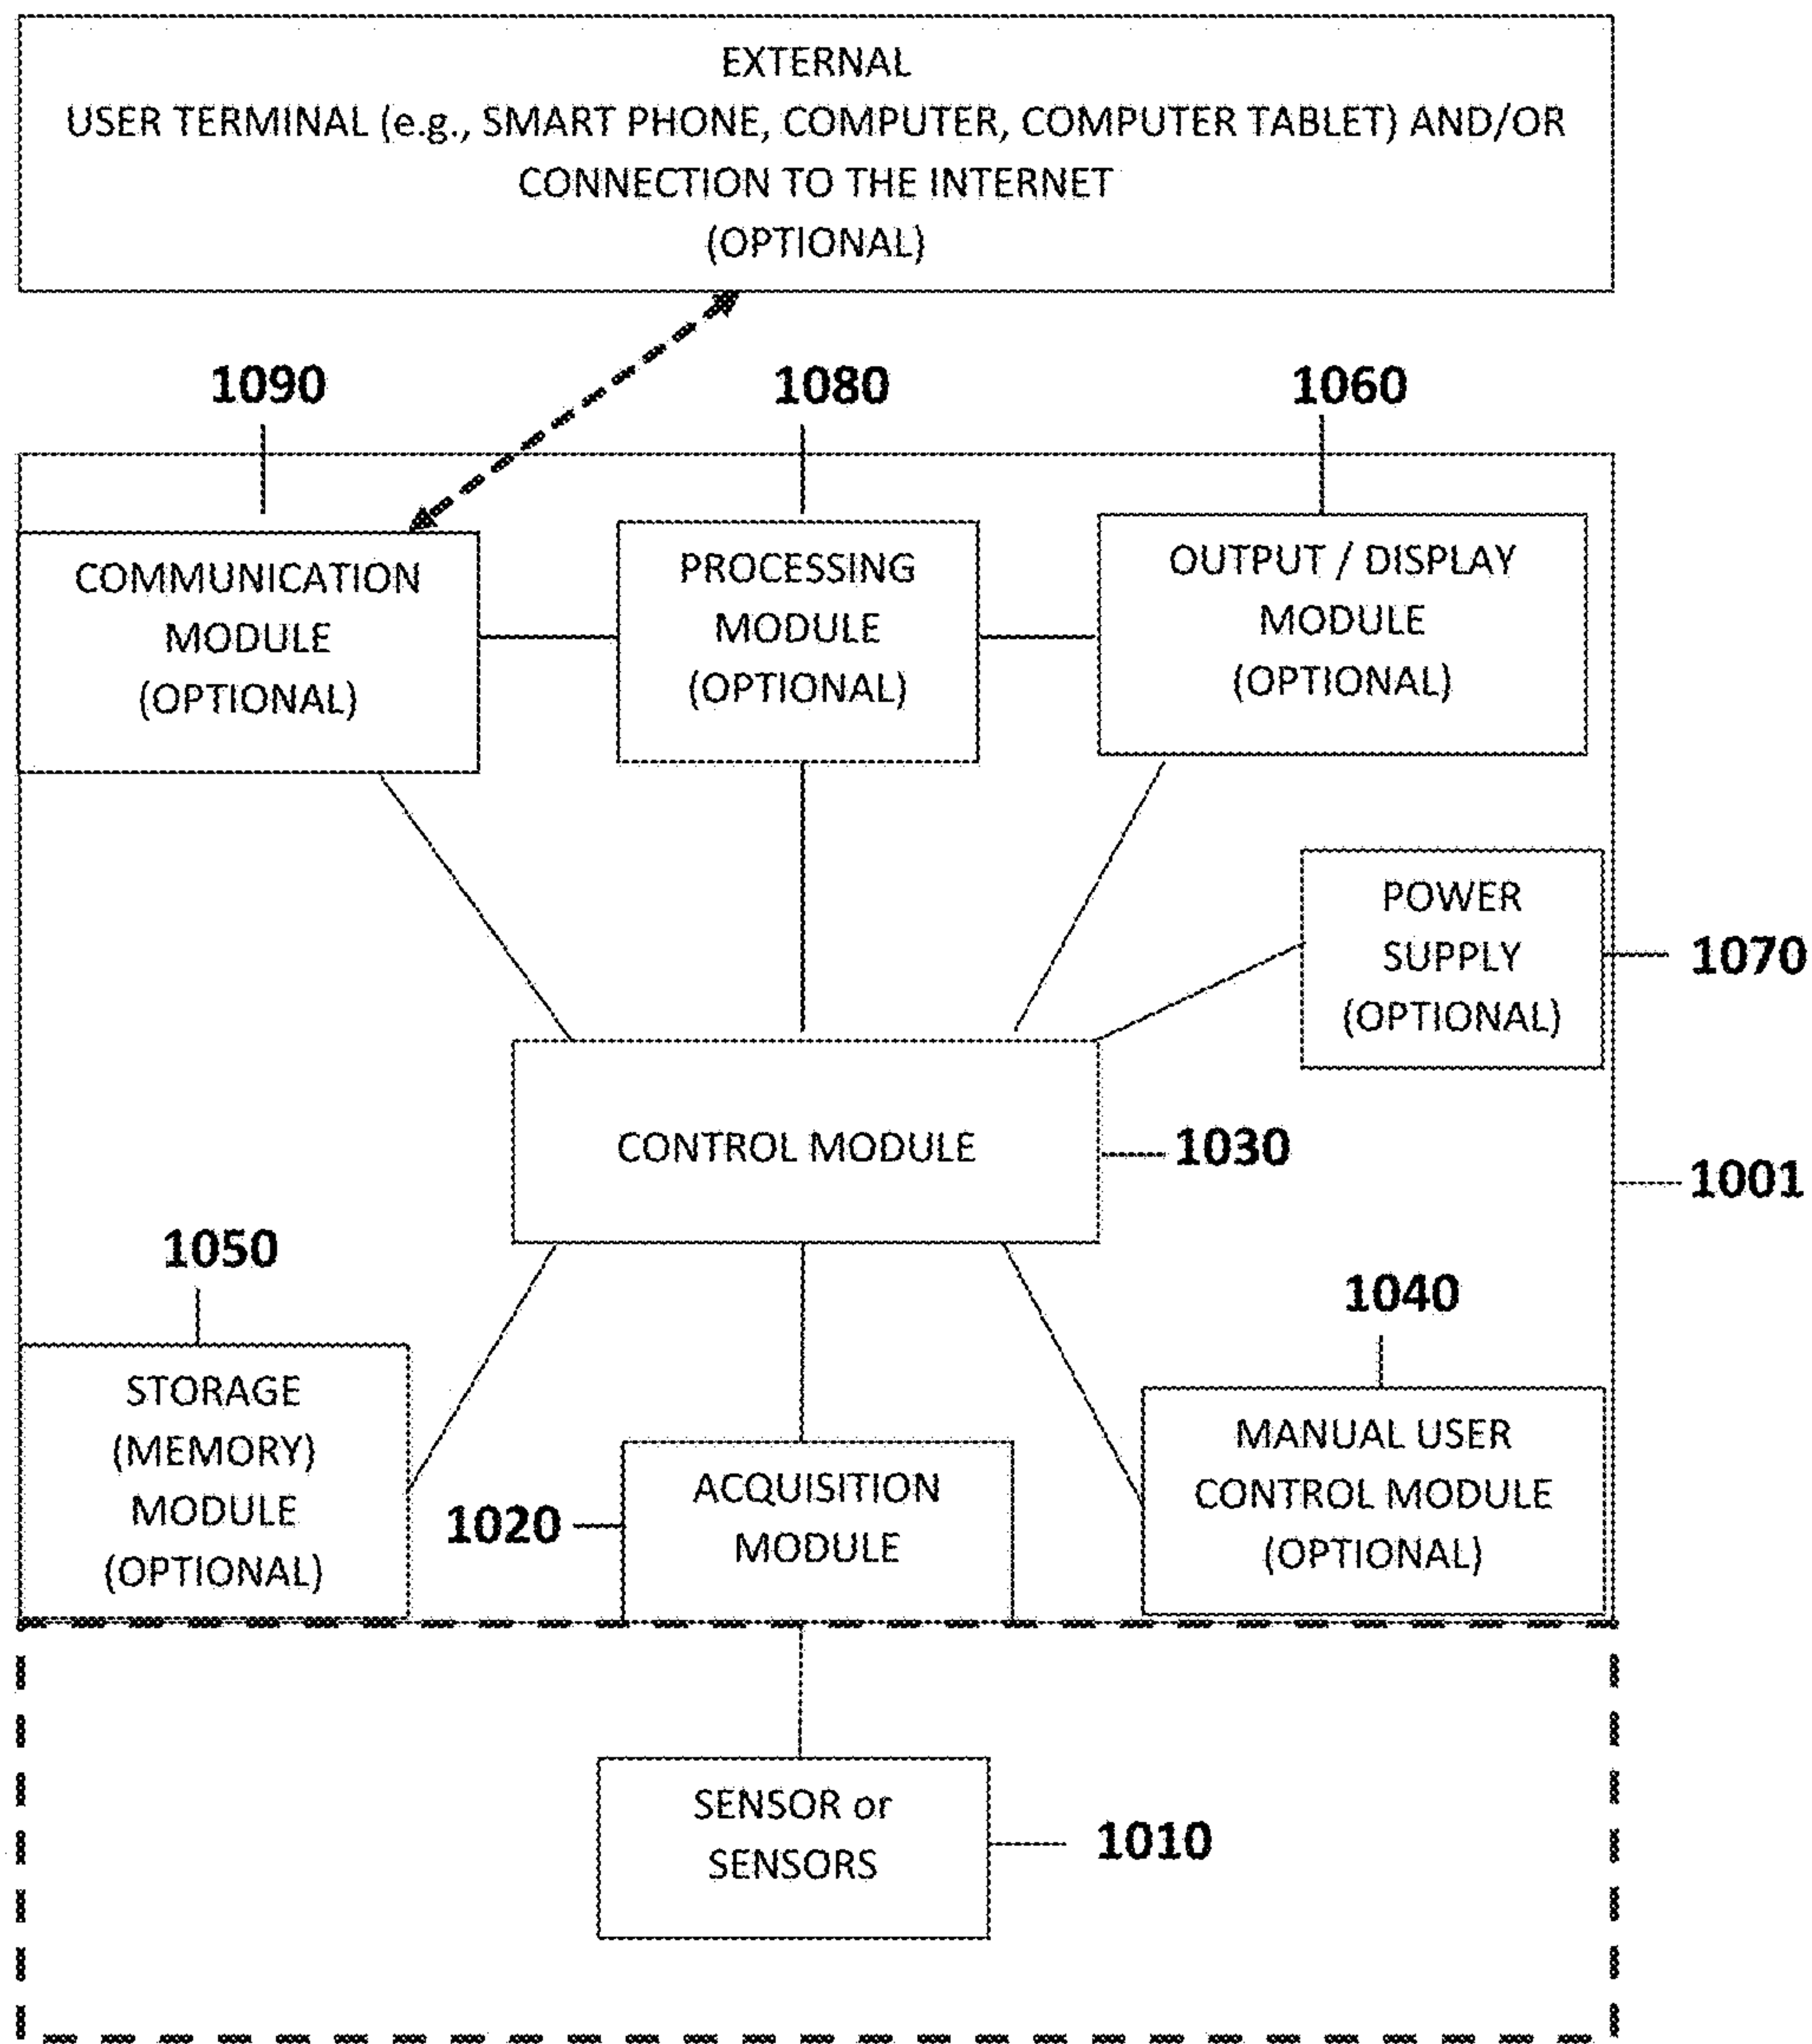 EXTERNAL
USER TERMINAL (e.g., SMART PHONE, COMPUTER, COMPUTER TABLET) AND/OR
CONNECTION TO THE INTERNET
(OPTIONAL)
1090
1080
1060
COMMUNICATION
MODULE
(OPTIONAL)
PROCESSING
MODULE
(OPTIONAL)
OUTPUT / DISPLAY
MODULE
(OPTIONAL)
POWER
SUPPLY
(OPTIONAL)
1070
CONTROL MODULE
1030
1001
1050
STORAGE
(MEMORY)
MODULE
(OPTIONAL)
1020
ACQUISITION
MODULE
1040
MANUAL USER
CONTROL MODULE
(OPTIONAL)
SENSOR or
SENSORS
1010